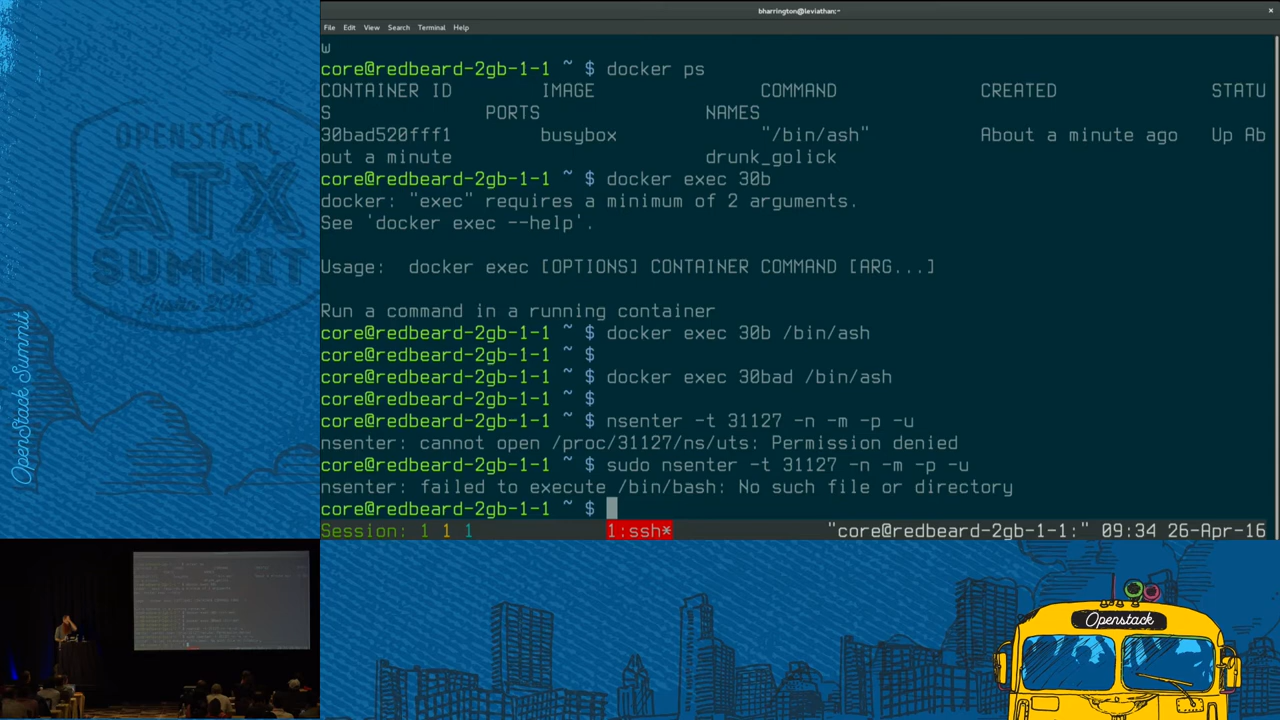 bharrington@leviathan:~
File Edit View Search Terminal Help
w
core@redbeard-2gb-1-1 ~ $ docker ps
CONTAINER ID IMAGE COMMAND CREATED STATU
S PORTS NAMES
30bad520fff1 busybox "/bin/ash" About a minute ago Up Ab
out a minute drunk_golick
core@redbeard-2gb-1-1 ~ $ docker exec 30b
docker: "exec" requires a minimum of 2 arguments.
See 'docker exec --help'.
Usage: docker exec [OPTIONS] CONTAINER COMMAND [ARG...]
Run a command in a running container
core@redbeard-2gb-1-1 ~ $ docker exec 30b /bin/ash
core@redbeard-2gb-1-1 ~ $
core@redbeard-2gb-1-1 ~ $ docker exec 30bad /bin/ash
core@redbeard-2gb-1-1 ~ $
core@redbeard-2gb-1-1 ~ $ nsenter -t 31127 -n -m -p -u
nsenter: cannot open /proc/31127/ns/uts: Permission denied
core@redbeard-2gb-1-1 ~ $ sudo nsenter -t 31127 -n -m -p -u
nsenter: failed to execute /bin/bash: No such file or directory
core@redbeard-2gb-1-1 ~ $
Session: 1 1 1 1:ssh* "core@redbeard-2gb-1-1:" 09:34 26-Apr-16
OPENSTACK
ATX
SUMMIT
Austin 2016
OpenStack Summit
Openstack